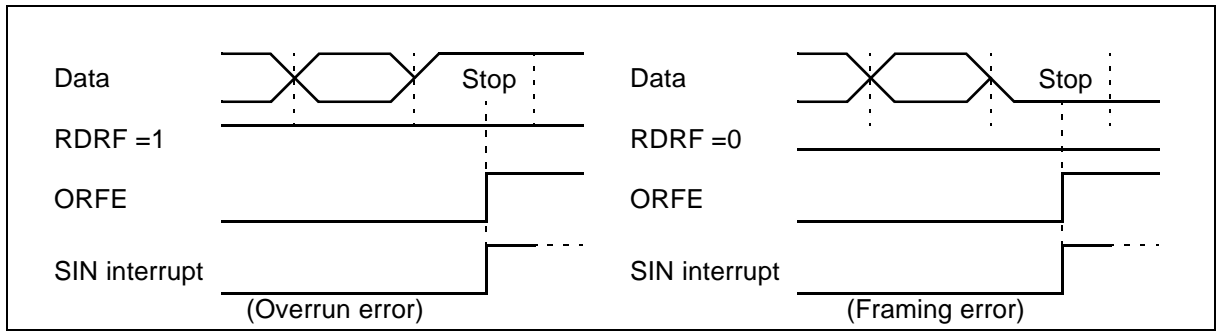 Data
Stop
RDRF =1
ORFE
SIN interrupt
(Overrun error)
Data
Stop
RDRF =0
ORFE
SIN interrupt
(Framing error)